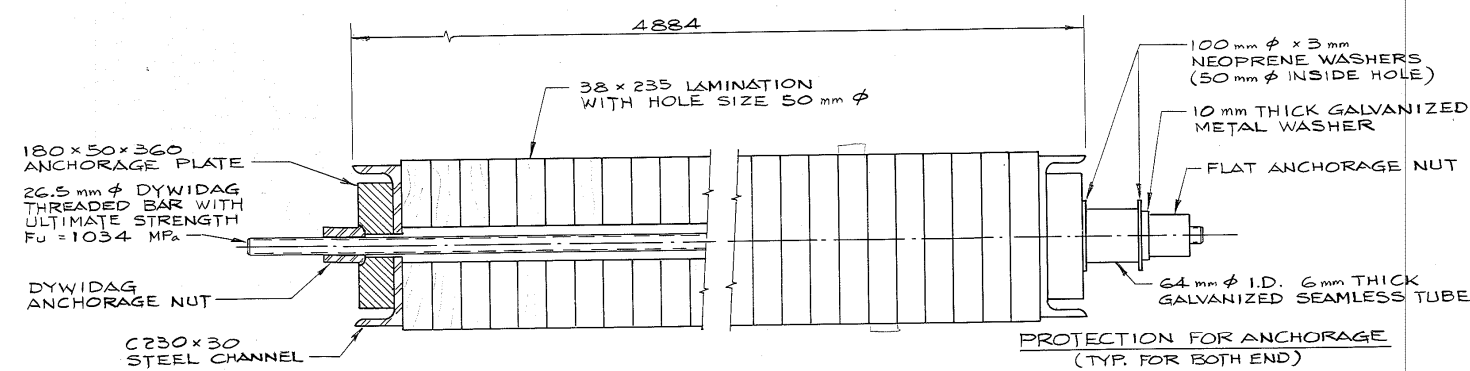 4884
38 × 235 LAMINATION
WITH HOLE SIZE 50 mm ϕ
100 mm ϕ × 3 mm
NEOPRENE WASHERS
(50 mm ϕ INSIDE HOLE)
10 mm THICK GALVANIZED
METAL WASHER
FLAT ANCHORAGE NUT
180 × 50 × 360
ANCHORAGE PLATE
26.5 mm ϕ DYWIDAG
THREADED BAR WITH
ULTIMATE STRENGTH
Fu = 1034 MPa
DYWIDAG
ANCHORAGE NUT
C 230 × 30
STEEL CHANNEL
64 mm ϕ I.D. 6 mm THICK
GALVANIZED SEAMLESS TUBE
PROTECTION FOR ANCHORAGE
(TYP. FOR BOTH END)